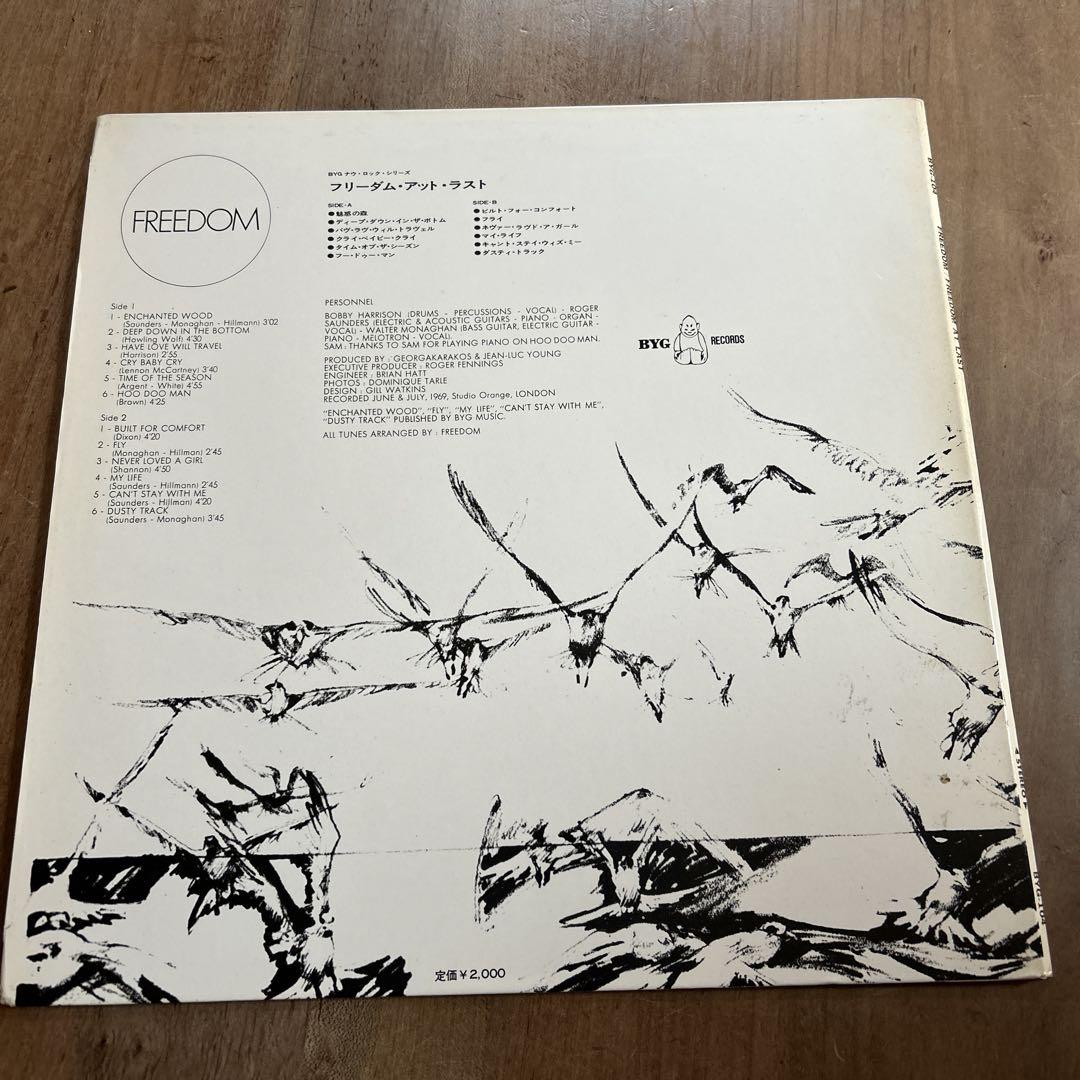 FREEDOM
BYG ナウ・ロック・シリーズ
フリーダム・アット・ラスト
SIDE-A
●魅惑の森
●ディープ・ダウン・イン・ザ・ボトム
●ハヴ・ラヴ・ウィル・トラヴェル
●クライ・ベイビー・クライ
●タイム・オブ・ザ・シーズン
●フー・ドゥー・マン
SIDE-B
●ビルト・フォー・コンフォート
●フライ
●ネヴァー・ラヴド・ア・ガール
●マイ・ライフ
●キャント・ステイ・ウィズ・ミー
●ダスティ・トラック
Side 1
1 - ENCHANTED WOOD
(Saunders - Monaghan - Hillmann) 3'02
2 - DEEP DOWN IN THE BOTTOM
(Howling Wolf) 4'30
3 - HAVE LOVE WILL TRAVEL
(Harrison) 2'55
4 - CRY BABY CRY
(Lennon McCartney) 3'40
5 - TIME OF THE SEASON
(Argent - White) 4'55
6 - HOO DOO MAN
(Brown) 4'25
Side 2
1 - BUILT FOR COMFORT
(Dixon) 4'20
2 - FLY
(Monaghan - Hillman) 2'45
3 - NEVER LOVED A GIRL
(Shannon) 4'50
4 - MY LIFE
(Saunders - Hillmann) 2'45
5 - CAN'T STAY WITH ME
(Saunders - Hillman) 4'20
6 - DUSTY TRACK
(Saunders - Monaghan) 3'45
PERSONNEL
BOBBY HARRISON (DRUMS - PERCUSSIONS - VOCAL) - ROGER
SAUNDERS (ELECTRIC & ACOUSTIC GUITARS - PIANO - ORGAN -
VOCAL) - WALTER MONAGHAN (BASS GUITAR, ELECTRIC GUITAR -
PIANO - MELOTRON - VOCAL).
SAM : THANKS TO SAM FOR PLAYING PIANO ON HOO DOO MAN.
PRODUCED BY : GEORGAKARAKOS & JEAN-LUC YOUNG
EXECUTIVE PRODUCER : ROGER FENNINGS
ENGINEER : BRIAN HATT
PHOTOS : DOMINIQUE TARLE
DESIGN : GILL WATKINS
RECORDED JUNE & JULY, 1969, Studio Orange, LONDON
"ENCHANTED WOOD", "FLY", "MY LIFE", "CAN'T STAY WITH ME",
"DUSTY TRACK" PUBLISHED BY BYG MUSIC.
ALL TUNES ARRANGED BY : FREEDOM
BYG RECORDS
定価￥2,000